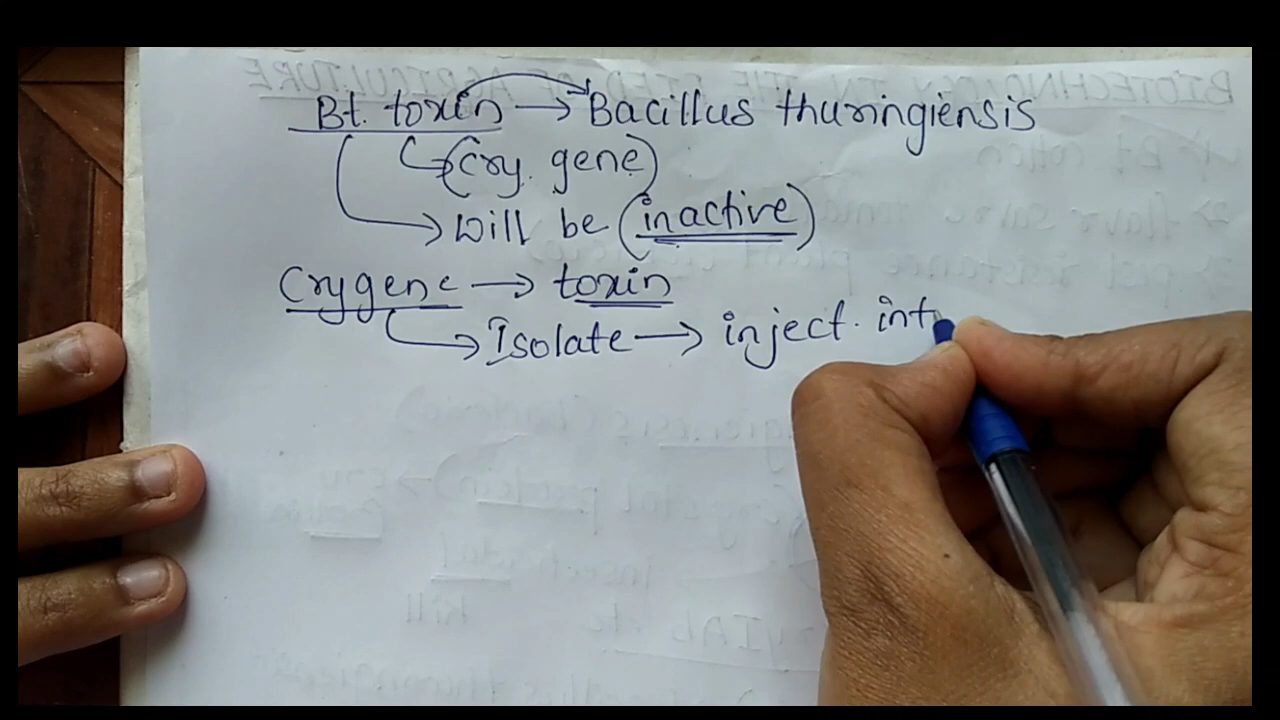 Bt. toxin → Bacillus thuringiensis
(Cry. gene)
→ Will be (inactive)
Crygene → toxin
→ Isolate → inject. int